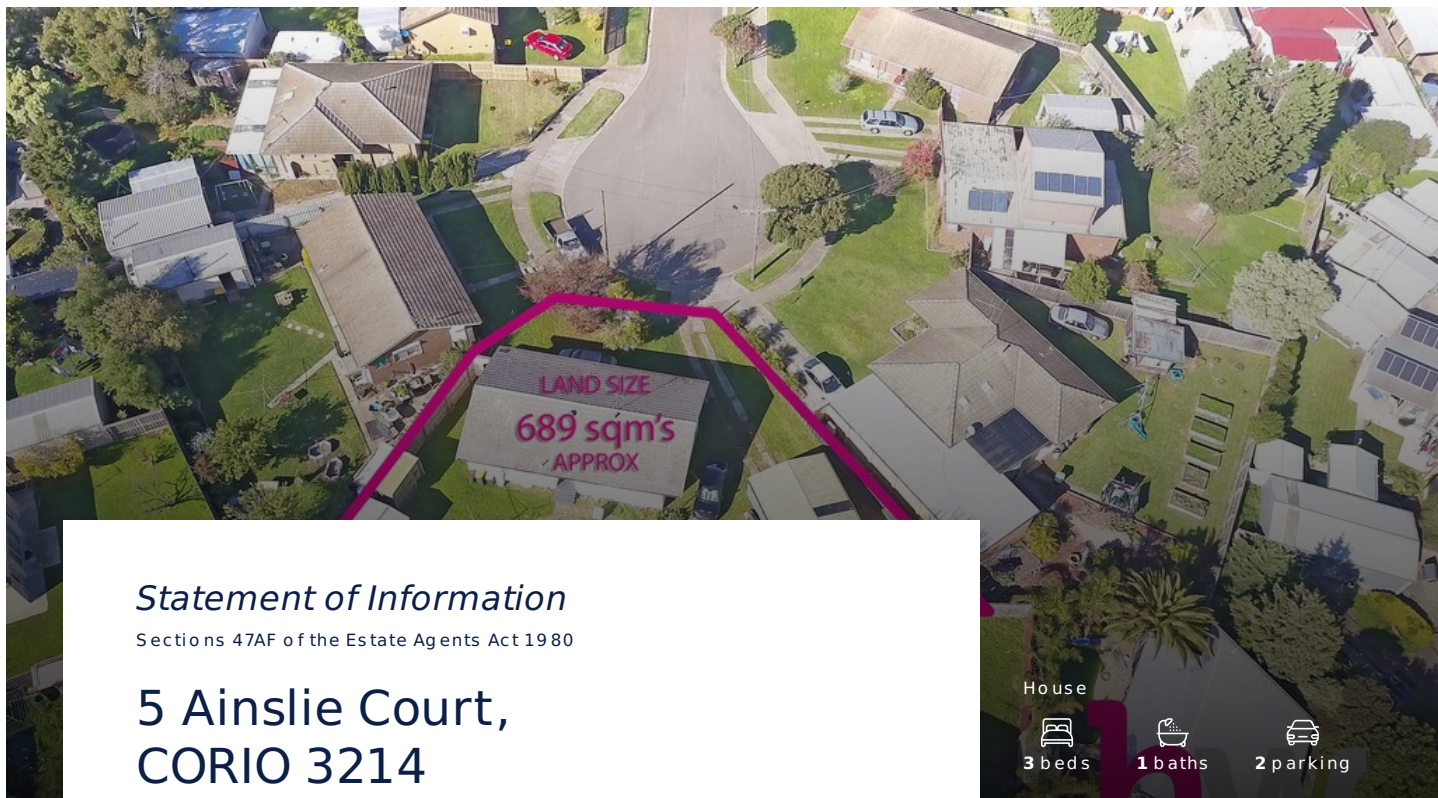 LAND SIZE
689 sqm's
APPROX
Statement of Information
Sections 47AF of the Estate Agents Act 1980
5 Ainslie Court,
CORIO 3214
House
3 beds 1 baths 2 parking